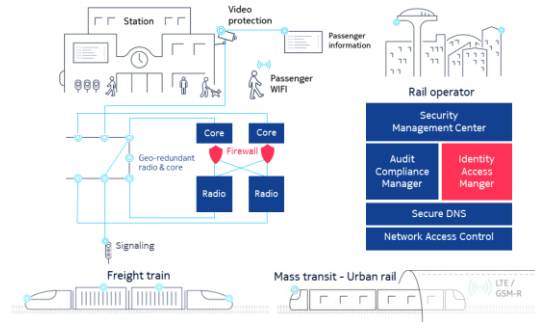 Station
Video
protection
Passenger
information
Passenger
WIFI
Rail operator
Security
Management Center
Audit
Compliance
Manager
Identity
Access
Manger
Secure DNS
Network Access Control
Core
Core
Firewall
Geo-redundant
radio & core
Radio
Radio
Signaling
Freight train
Mass transit - Urban rail
LTE /
GSM-R